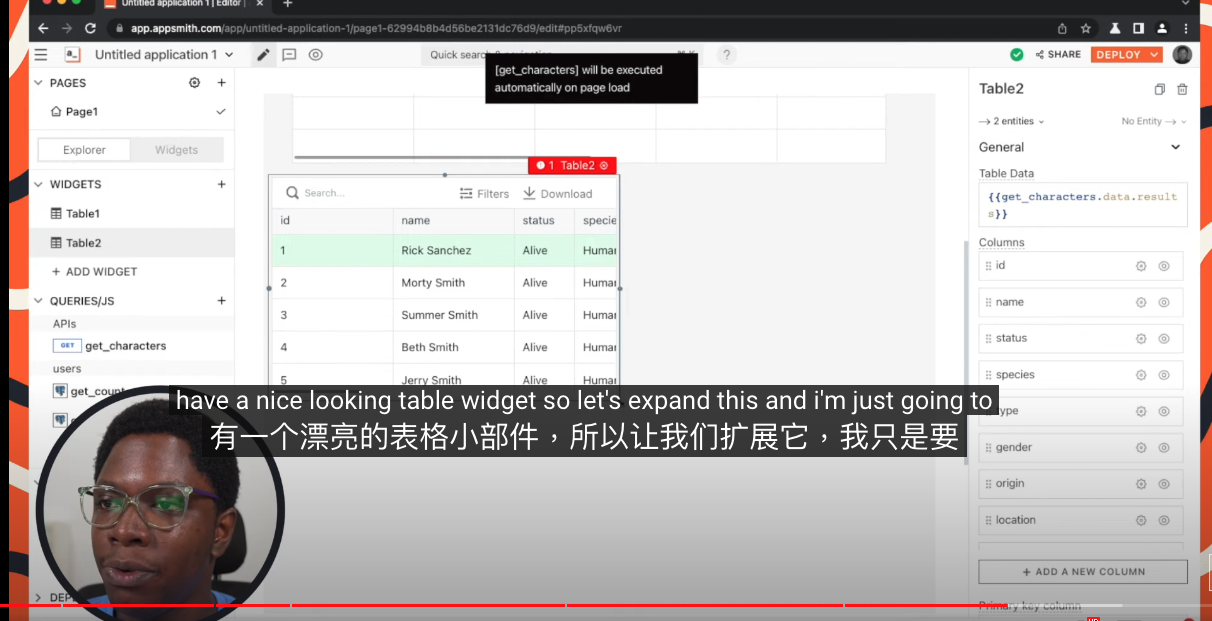 Untitled application 1 | Editor |
app.appsmith.com/app/untitled-application-1/page1-62994b8b4d56be2131dc76d9/edit#pp5xfqw6vr
Untitled application 1
Quick search
SHARE
DEPLOY
[get_characters] will be executed
automatically on page load
PAGES
Page1
Explorer
Widgets
WIDGETS
Table1
Table2
+ ADD WIDGET
QUERIES/JS
APIs
GET get_characters
users
get_count
1 Table2
Search...
Filters
Download
id name status specie
1 Rick Sanchez Alive Human
2 Morty Smith Alive Human
3 Summer Smith Alive Human
4 Beth Smith Alive Human
5 Jerry Smith Alive Human
Table2
2 entities
No Entity
General
Table Data
{{get_characters.data.result
s}}
Columns
id
name
status
species
type
gender
origin
location
+ ADD A NEW COLUMN
Primary key column
have a nice looking table widget so let's expand this and i'm just going to
有一个漂亮的表格小部件，所以让我们扩展它，我只是要